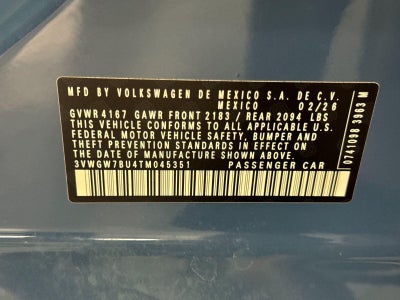 MFD BY VOLKSWAGEN DE MEXICO S.A. DE C.V.
MEXICO 02/26
GVWR 4167 GAWR FRONT 2183 / REAR 2094 LBS
THIS VEHICLE CONFORMS TO ALL APPLICABLE U.S.
FEDERAL MOTOR VEHICLE SAFETY, BUMPER AND
THEFT PREVENTION STANDARDS IN EFFECT ON
THE DATE OF MANUFACTURE SHOWN ABOVE.
3VWGW7BU4TM045351 PASSENGER CAR
0741098 3963 M